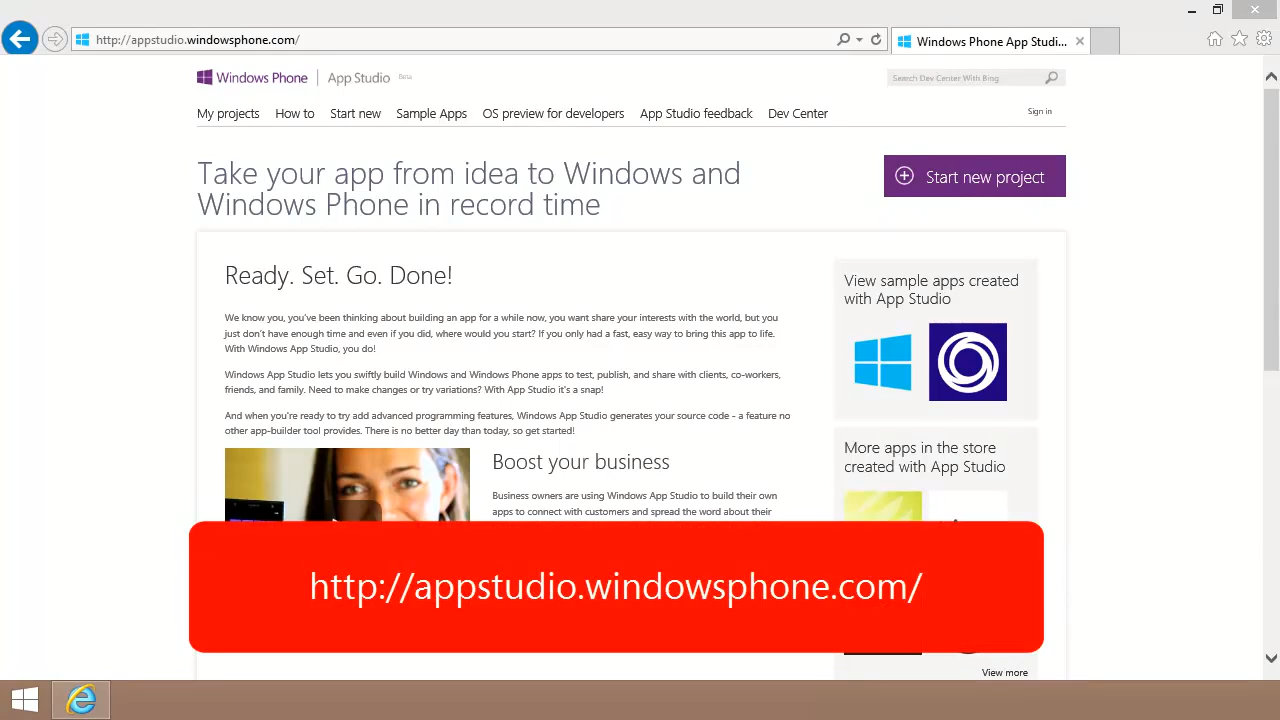 http://appstudio.windowsphone.com/
Windows Phone App Studi...
Windows Phone | App Studio Beta
Search Dev Center With Bing
My projects How to Start new Sample Apps OS preview for developers App Studio feedback Dev Center
Sign in
Take your app from idea to Windows and
Windows Phone in record time
Start new project
Ready. Set. Go. Done!
We know you, you've been thinking about building an app for a while now, you want share your interests with the world, but you
just don't have enough time and even if you did, where would you start? If you only had a fast, easy way to bring this app to life.
With Windows App Studio, you do!
Windows App Studio lets you swiftly build Windows and Windows Phone apps to test, publish, and share with clients, co-workers,
friends, and family. Need to make changes or try variations? With App Studio it's a snap!
And when you're ready to try add advanced programming features, Windows App Studio generates your source code - a feature no
other app-builder tool provides. There is no better day than today, so get started!
Boost your business
Business owners are using Windows App Studio to build their own
apps to connect with customers and spread the word about their
View sample apps created
with App Studio
More apps in the store
created with App Studio
http://appstudio.windowsphone.com/
View more